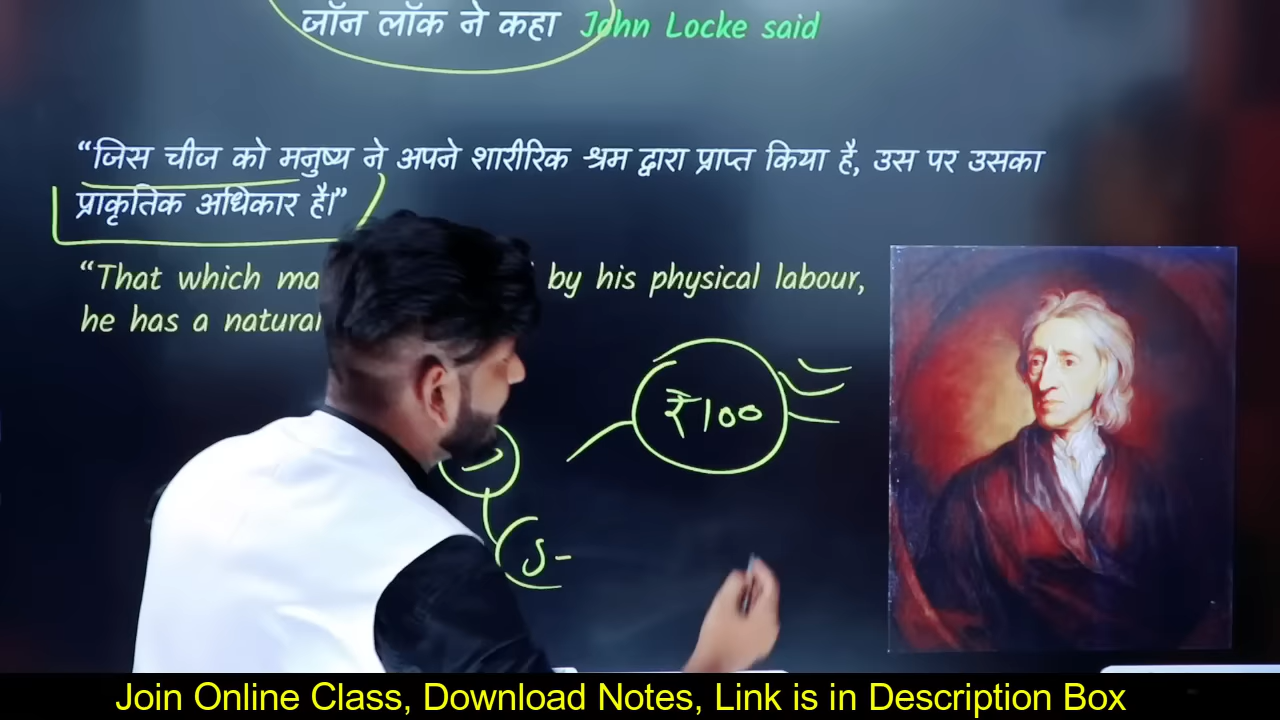 जॉन लॉक ने कहा John Locke said
“जिस चीज को मनुष्य ने अपने शारीरिक श्रम द्वारा प्राप्त किया है, उस पर उसका
प्राकृतिक अधिकार है।”
“That which by his physical labour,
he has a natural
₹100
Join Online Class, Download Notes, Link is in Description Box